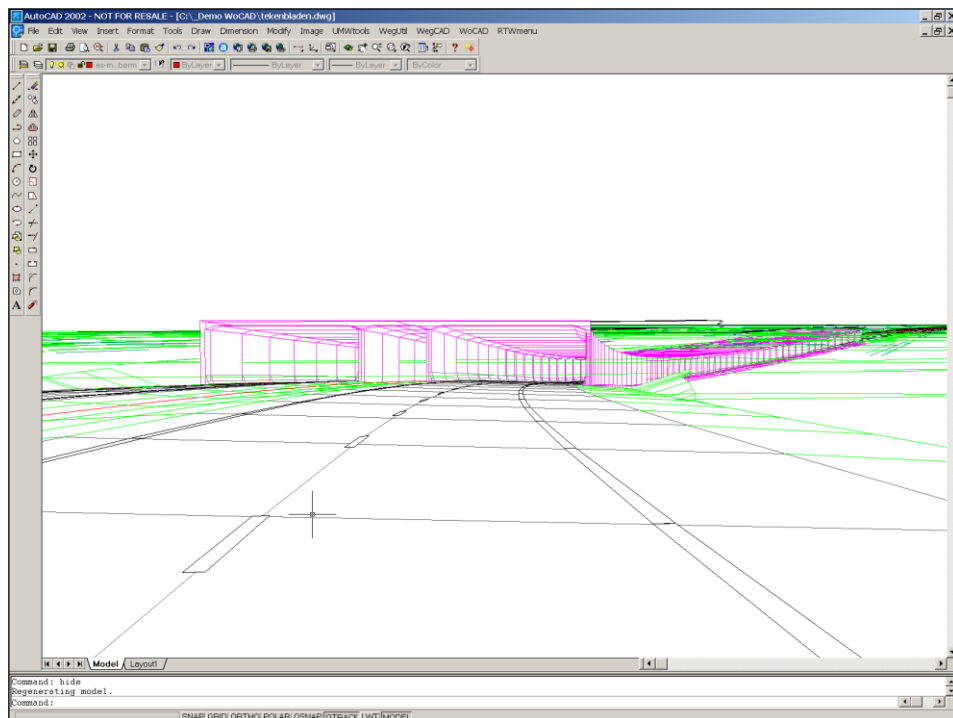 AutoCAD 2002 - NOT FOR RESALE - [C:\_Demo WoCAD\tekenbladen.dwg]
File Edit View Insert Format Tools Draw Dimension Modify Image UMWtools WegUtil WegCAD WoCAD RTWmenu
as-m...berm ByLayer ByLayer ByLayer ByColor
Model Layout1
Command: hide
Regenerating model.
Command:
SNAP GRID ORTHO POLAR OSNAP OTRACK LWT MODEL